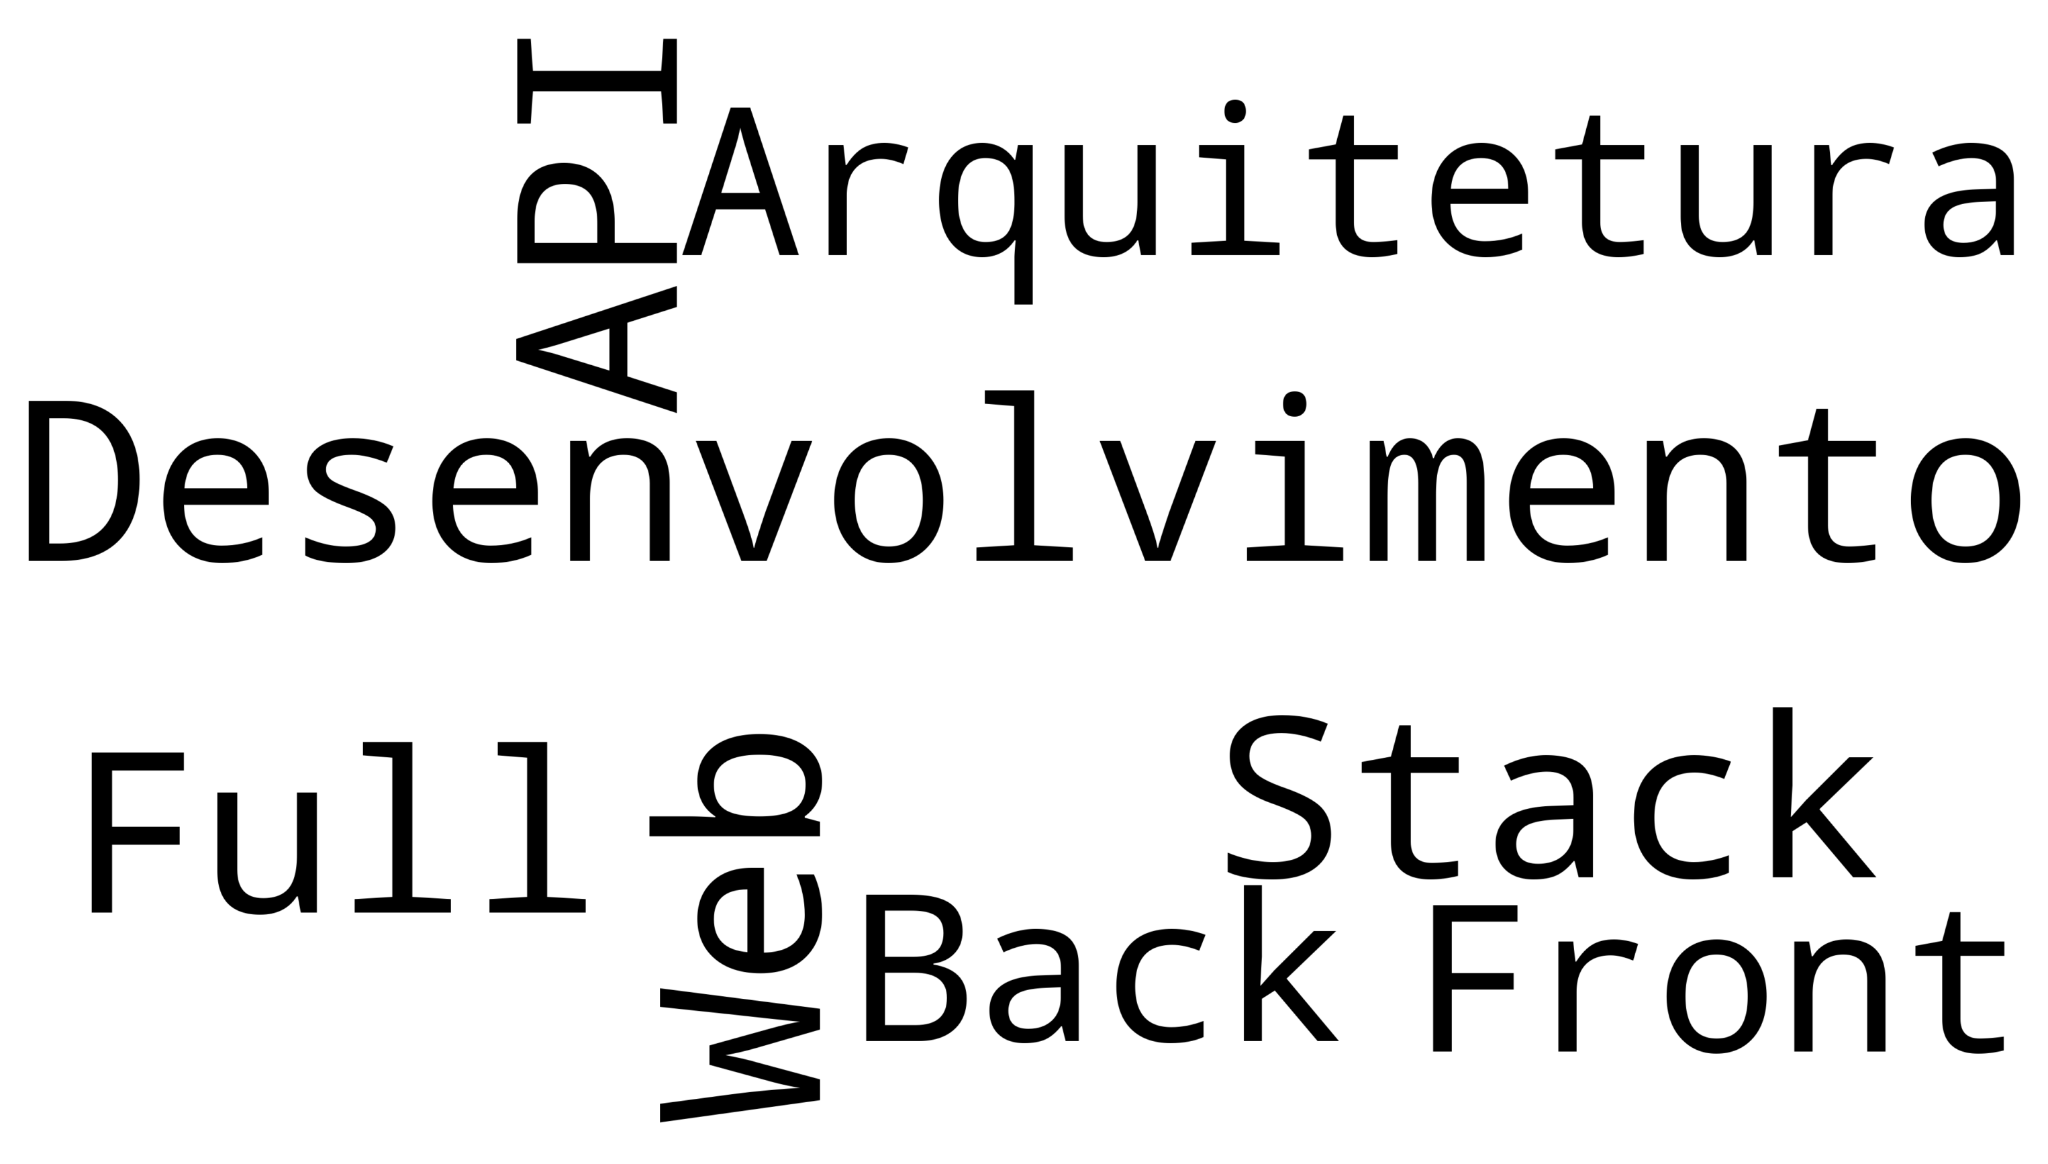 API
Arquitetura
Desenvolvimento
Full
Web
Stack
Back
Front